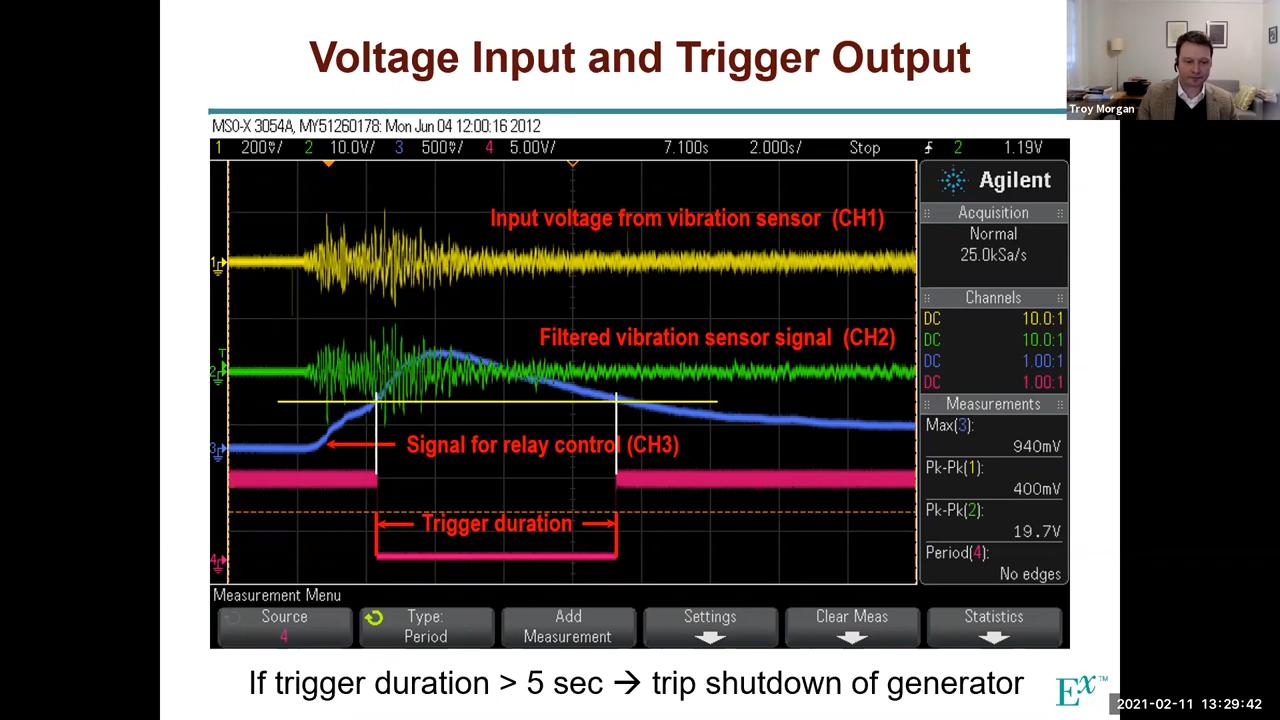 Voltage Input and Trigger Output
Troy Morgan
MS0-X 3054A, MY51260178: Mon Jun 04 12:00:16 2012
1 200mV/ 2 10.0V/ 3 500mV/ 4 5.00V/ 7.100s 2.000s/ Stop 2 1.19V
Agilent
Acquisition
Normal
25.0kSa/s
Channels
DC 10.0:1
DC 10.0:1
DC 1.00:1
DC 1.00:1
Measurements
Max(3):
940mV
Pk-Pk(1):
400mV
Pk-Pk(2):
19.7V
Period(4):
No edges
Input voltage from vibration sensor (CH1)
1
Filtered vibration sensor signal (CH2)
T
2
Signal for relay control (CH3)
3
Trigger duration
4
Measurement Menu
Source
4
Type:
Period
Add
Measurement
Settings
Clear Meas
Statistics
If trigger duration > 5 sec → trip shutdown of generator
Ex™
2021-02-11 13:29:42